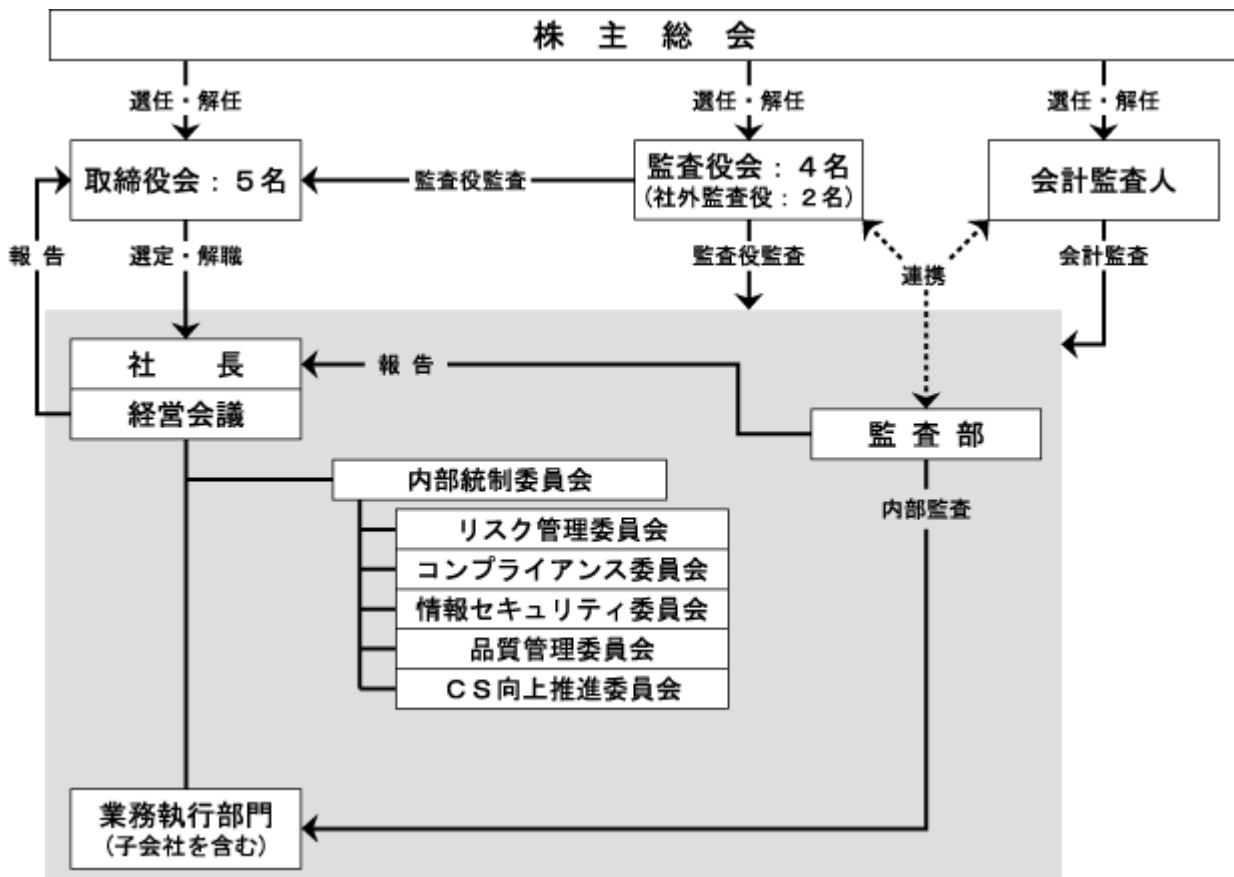 株 主 総 会
選任・解任
選任・解任
選任・解任
取締役会：５名
監査役監査
監査役会：４名
(社外監査役：２名)
会計監査人
報 告
選定・解職
監査役監査
連携
会計監査
社 長
報 告
経営会議
監 査 部
内部統制委員会
内部監査
リスク管理委員会
コンプライアンス委員会
情報セキュリティ委員会
品質管理委員会
ＣＳ向上推進委員会
業務執行部門
(子会社を含む)